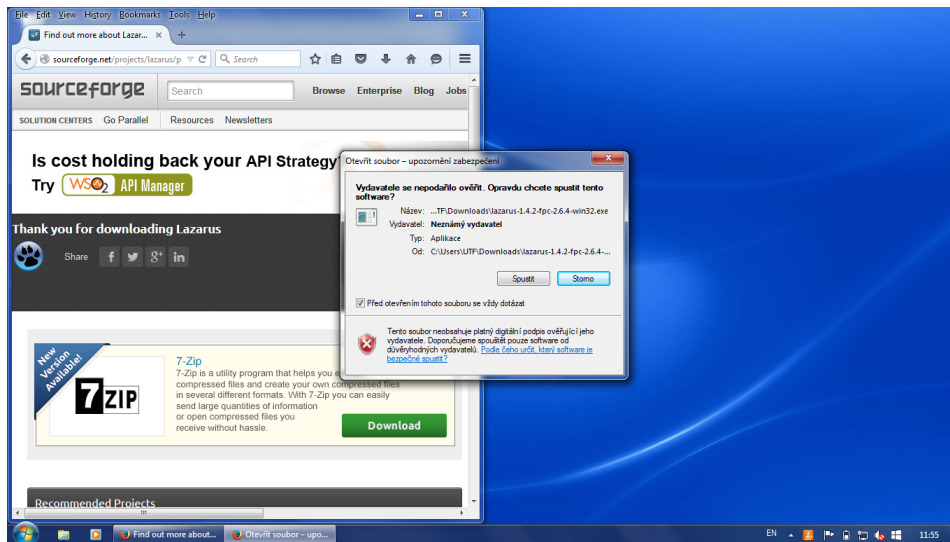 File Edit View History Bookmarks Tools Help
Find out more about Lazar...
sourceforge.net/projects/lazarus/p
Search
sourceforge
Search
Browse Enterprise Blog Jobs
SOLUTION CENTERS Go Parallel Resources Newsletters
Is cost holding back your API Strategy
Try WSO2 API Manager
Thank you for downloading Lazarus
Share f g+ in
New Version Available!
7ZIP
7-Zip
7-Zip is a utility program that helps you e
compressed files and create your own compressed files
in several different formats. With 7-Zip you can easily
send large quantities of information
or open compressed files you
receive without hassle.
Download
Recommended Projects
Otevřít soubor – upozornění zabezpečení
Vydavatele se nepodařilo ověřit. Opravdu chcete spustit tento
software?
Název: ...TF\Downloads\lazarus-1.4.2-fpc-2.6.4-win32.exe
Vydavatel: Neznámý vydavatel
Typ: Aplikace
Od: C:\Users\UTF\Downloads\lazarus-1.4.2-fpc-2.6.4-...
Spustit Storno
Před otevřením tohoto souboru se vždy dotázat
Tento soubor neobsahuje platný digitální podpis ověřující jeho
vydavatele. Doporučujeme spouštět pouze software od
důvěryhodných vydavatelů. Podle čeho určit, který software je
bezpečné spustit?
Find out more about... Otevřít soubor – upo...
EN 11:55